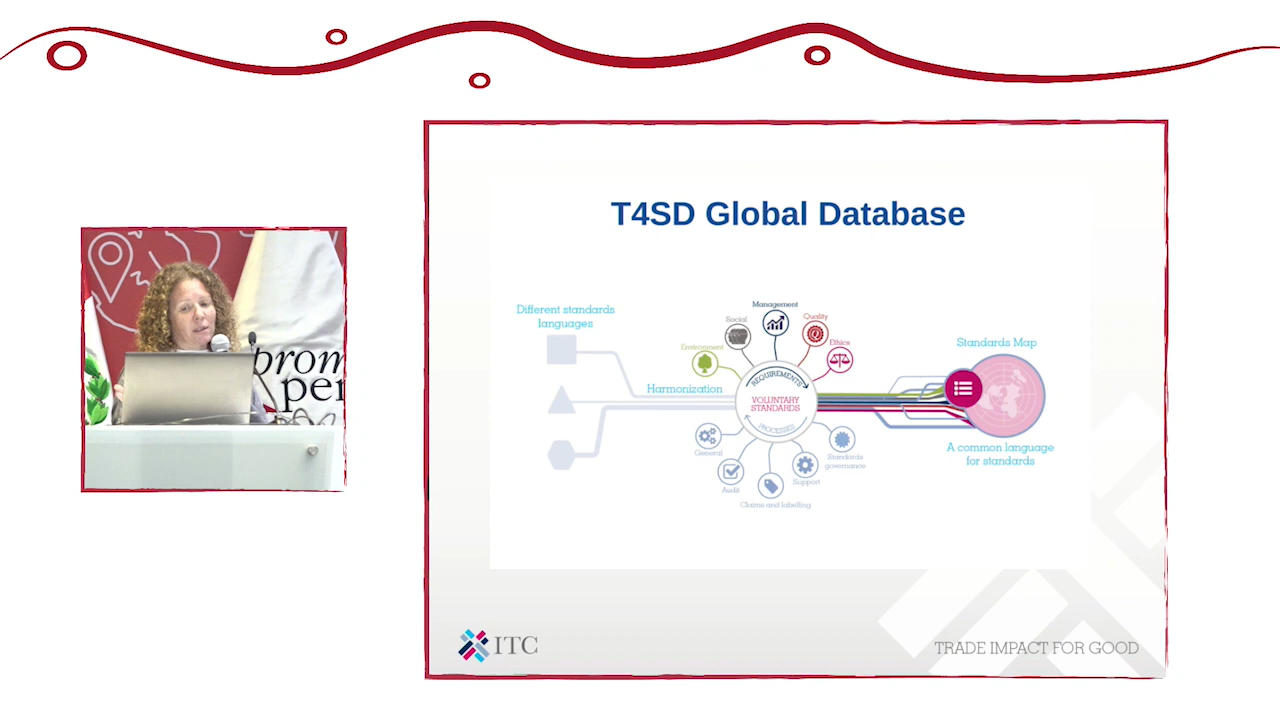 T4SD Global Database
Different standards
languages
Harmonization
Environment
Social
Management
Quality
Ethics
REQUIREMENTS
VOLUNTARY
STANDARDS
PROCESSES
General
Audit
Claims and labelling
Support
Standards
governance
Standards Map
A common language
for standards
prom
per
ITC
TRADE IMPACT FOR GOOD